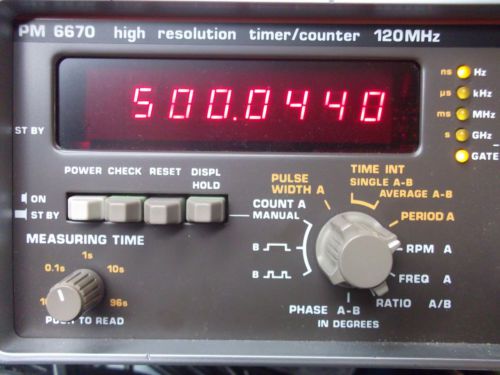 PM 6670 high resolution timer/counter 120MHz
500.0440
ns Hz
µs kHz
ms MHz
s GHz
GATE
ST BY
POWER CHECK RESET DISPL HOLD
ON
ST BY
MEASURING TIME
0.1s 1s 10s 96s
PUSH TO READ
PULSE WIDTH A
TIME INT
SINGLE A-B
AVERAGE A-B
COUNT A
MANUAL
PERIOD A
B
RPM A
B
FREQ A
RATIO A/B
PHASE A-B
IN DEGREES